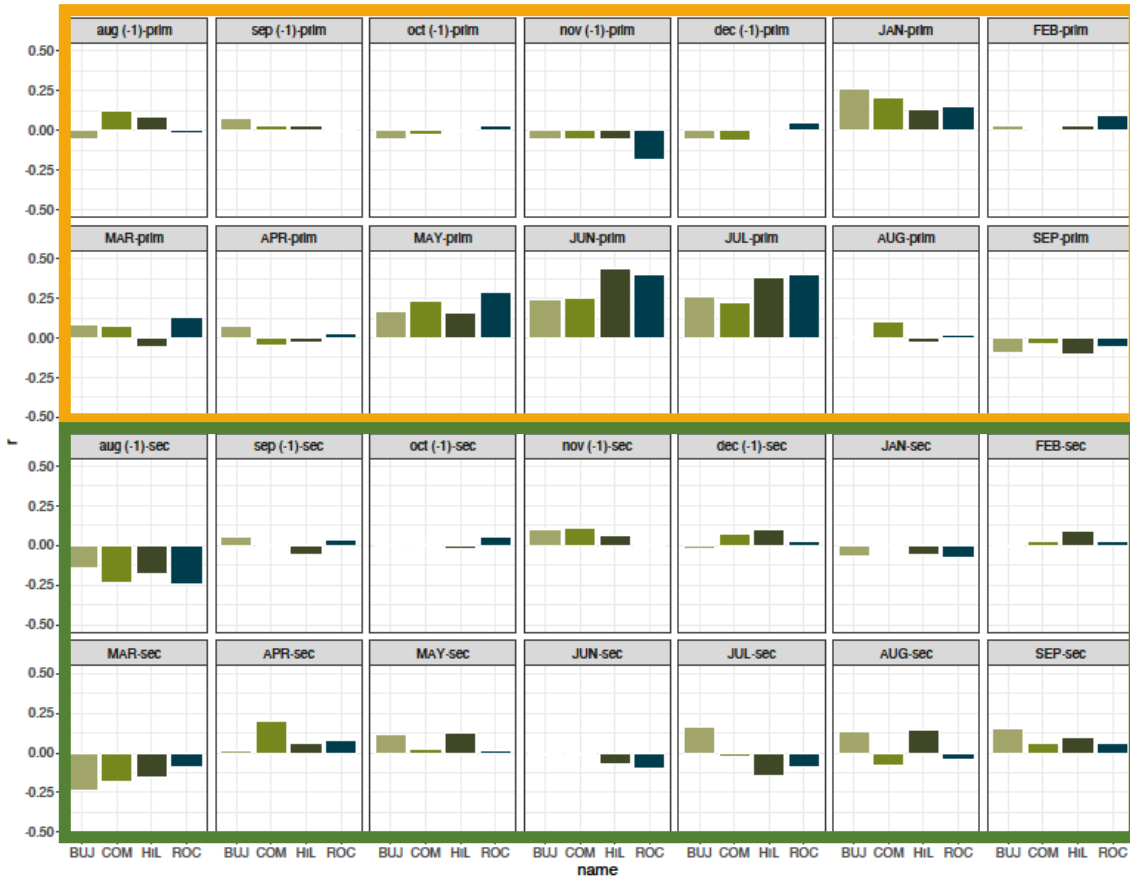 aug (-1)-prim sep (-1)-prim oct (-1)-prim nov (-1)-prim dec (-1)-prim JAN-prim FEB-prim
0.50
0.25
0.00
-0.25
-0.50
MAR-prim APR-prim MAY-prim JUN-prim JUL-prim AUG-prim SEP-prim
0.50
0.25
0.00
-0.25
-0.50
r
aug (-1)-sec sep (-1)-sec oct (-1)-sec nov (-1)-sec dec (-1)-sec JAN-sec FEB-sec
0.50
0.25
0.00
-0.25
-0.50
MAR-sec APR-sec MAY-sec JUN-sec JUL-sec AUG-sec SEP-sec
0.50
0.25
0.00
-0.25
-0.50
BUJ COM HIL ROC BUJ COM HIL ROC BUJ COM HIL ROC BUJ COM HIL ROC BUJ COM HIL ROC BUJ COM HIL ROC BUJ COM HIL ROC
name